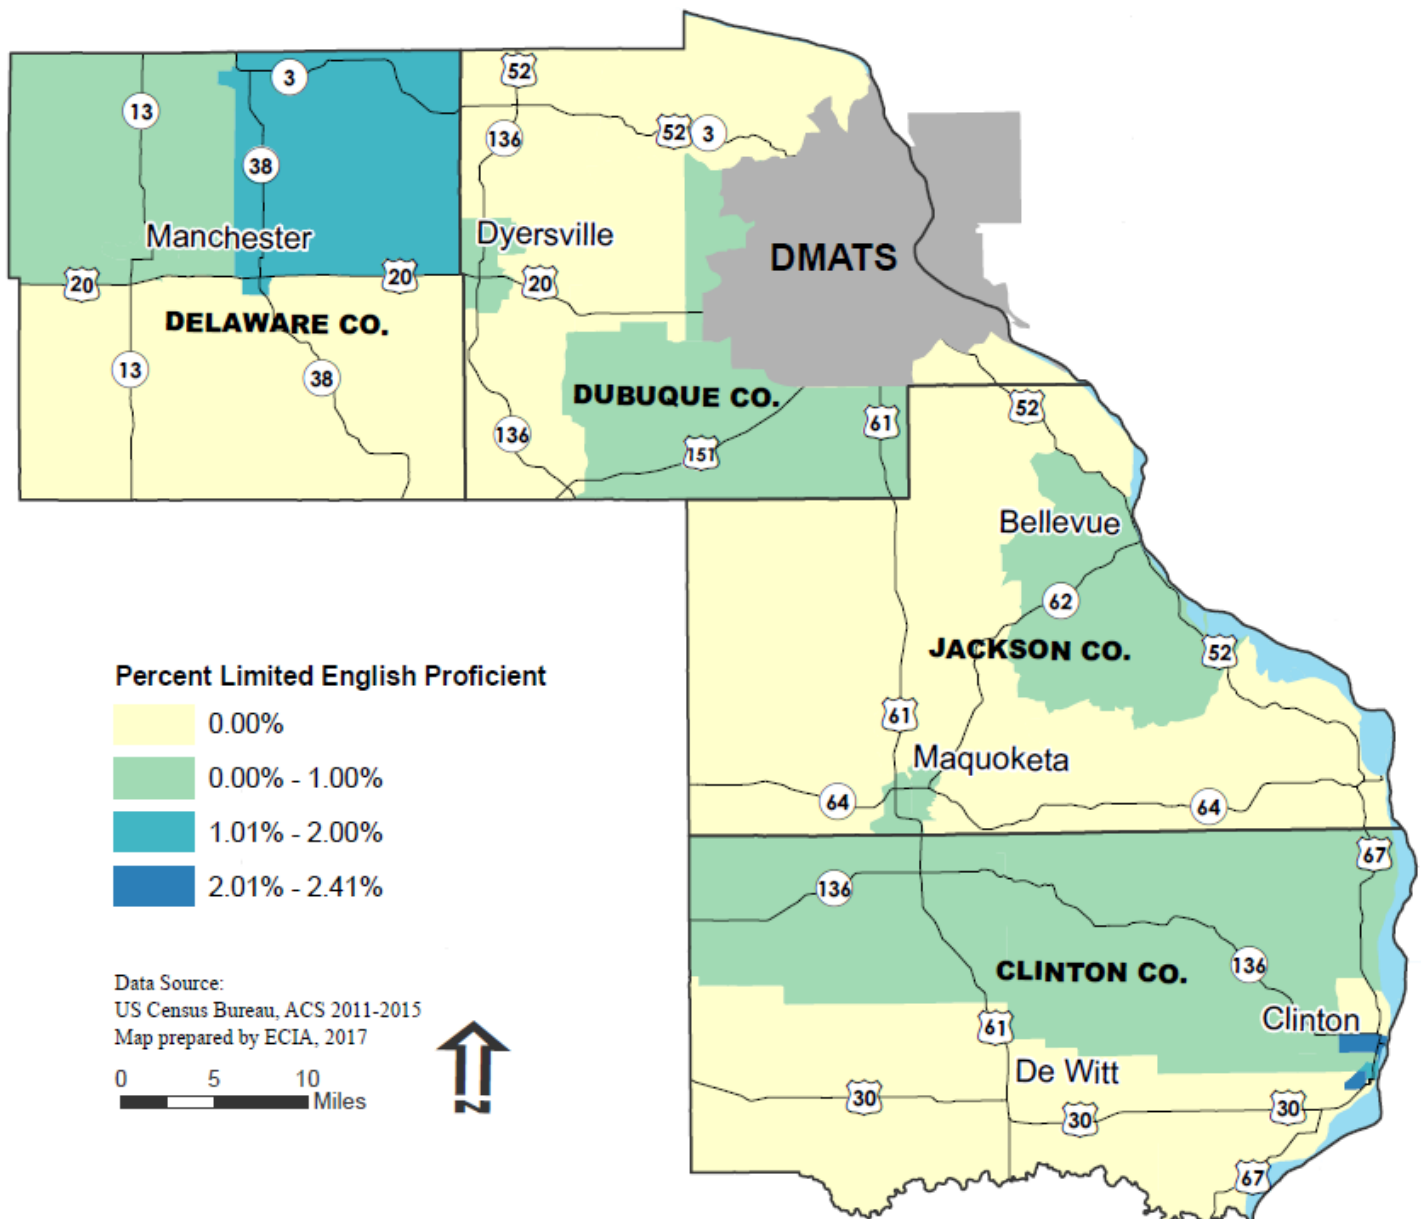 52
3
13
136
52 3
38
Manchester
Dyersville
DMATS
20
20
20
DELAWARE CO.
13
38
DUBUQUE CO.
52
61
136
151
Bellevue
62
JACKSON CO.
52
Percent Limited English Proficient
0.00%
61
Maquoketa
0.00% - 1.00%
64
64
1.01% - 2.00%
67
2.01% - 2.41%
136
136
CLINTON CO.
Data Source:
US Census Bureau, ACS 2011-2015
Map prepared by ECIA, 2017
Clinton
61
De Witt
0 5 10
Miles
N
30
30
30
67